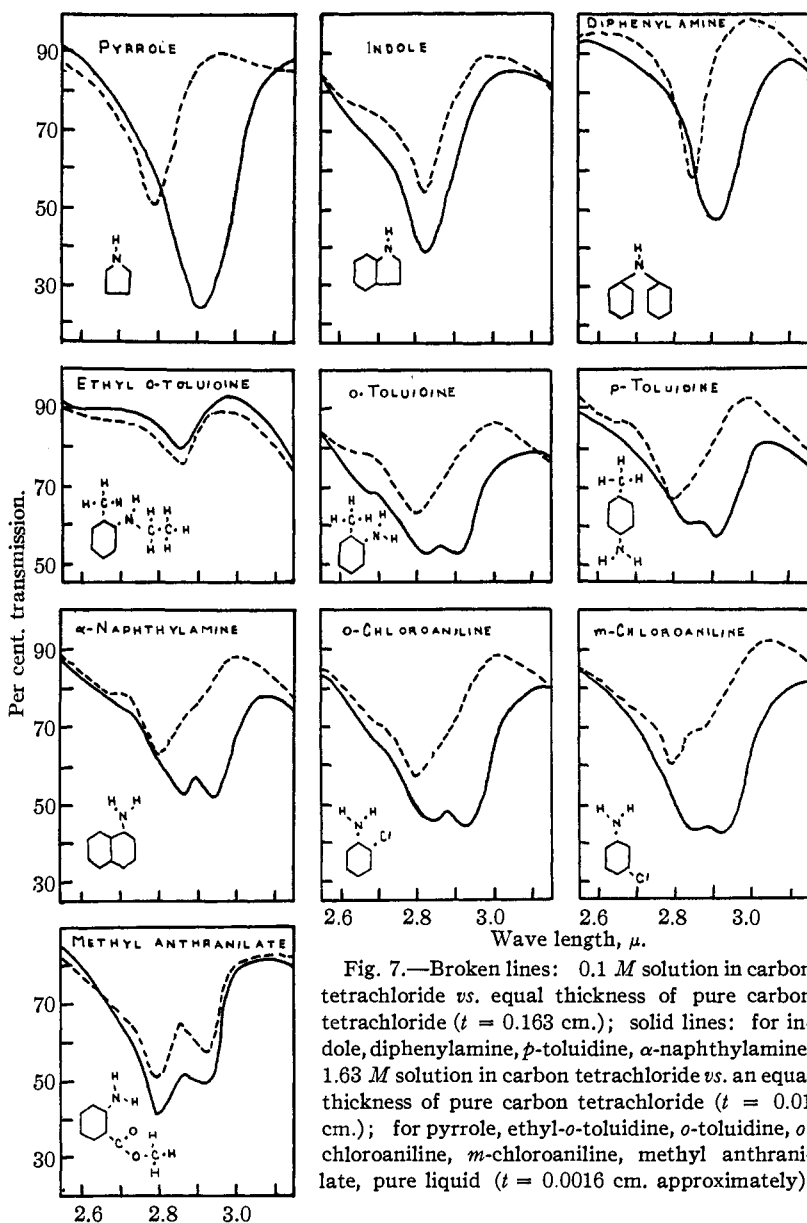 PYRROLE
INDOLE
DIPHENYLAMINE
90
70
50
30
H
N
H
N
H
N
ETHYL O-TOLUIDINE
O-TOLUIDINE
P-TOLUIDINE
90
70
50
H
H·C·H H H
N·C·C·H
H H
H
H·C·H H
N·H
H
H·C·H
N
H H
Per cent. transmission.
α-NAPHTHYLAMINE
O-CHLOROANILINE
m-CHLOROANILINE
90
70
50
30
H H
N
H H
N
Cl
H H
N
Cl
2.6 2.8 3.0
2.6 2.8 3.0
Wave length, μ.
METHYL ANTHRANILATE
70
50
30
H
N·H
C O
O·C·H
H
H
2.6 2.8 3.0
Fig. 7.—Broken lines: 0.1 M solution in carbon
tetrachloride vs. equal thickness of pure carbon
tetrachloride (t = 0.163 cm.); solid lines: for in-
dole, diphenylamine, p-toluidine, α-naphthylamine
1.63 M solution in carbon tetrachloride vs. an equal
thickness of pure carbon tetrachloride (t = 0.01
cm.); for pyrrole, ethyl-o-toluidine, o-toluidine, o
chloroaniline, m-chloroaniline, methyl anthrani-
late, pure liquid (t = 0.0016 cm. approximately)